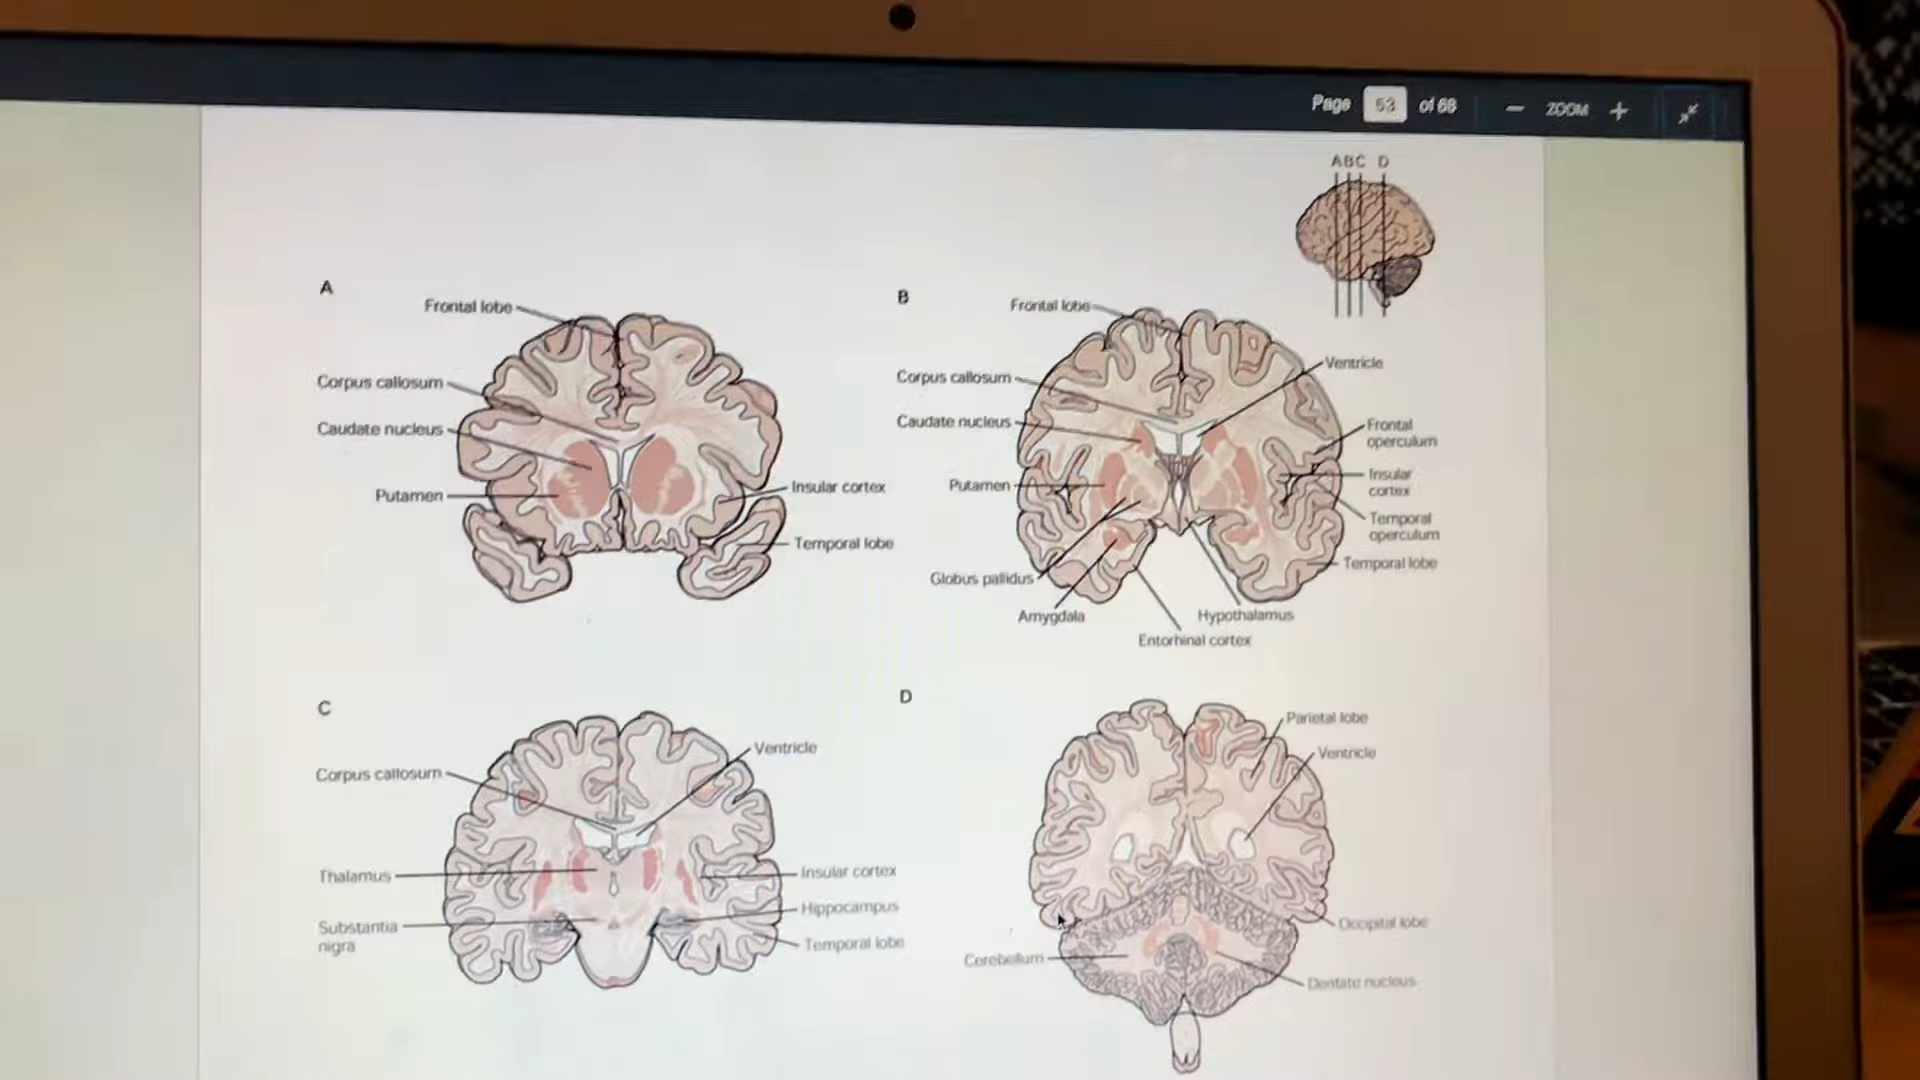 Page 53 of 68 — ZOOM +
A B C D
A
Frontal lobe
Corpus callosum
Caudate nucleus
Putamen
Insular cortex
Temporal lobe
B
Frontal lobe
Corpus callosum
Caudate nucleus
Putamen
Globus pallidus
Amygdala
Entorhinal cortex
Hypothalamus
Ventricle
Frontal
operculum
Insular
cortex
Temporal
operculum
Temporal lobe
C
Corpus callosum
Thalamus
Substantia
nigra
Ventricle
Insular cortex
Hippocampus
Temporal lobe
D
Parietal lobe
Ventricle
Occipital lobe
Cerebellum
Dentate nucleus